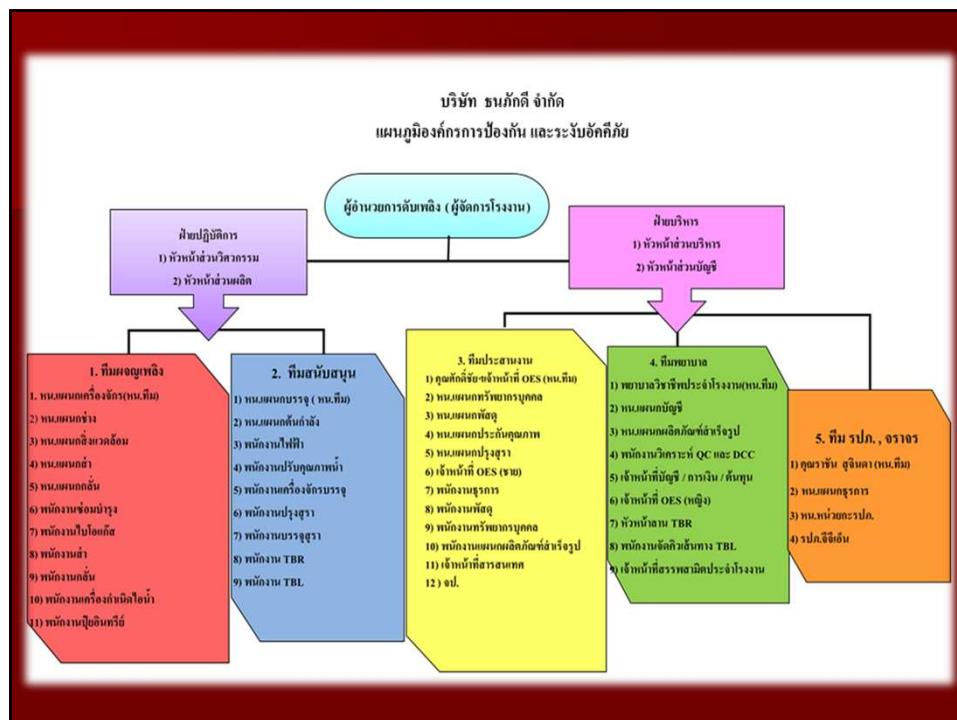 บริษัท ธนภักดี จำกัด
แผนภูมิองค์กรการป้องกัน และระงับอัคคีภัย
ผู้อำนวยการดับเพลิง ( ผู้จัดการโรงงาน)
ฝ่ายปฏิบัติการ
1) หัวหน้าส่วนวิศวกรรม
2) หัวหน้าส่วนผลิต
ฝ่ายบริหาร
1) หัวหน้าส่วนบริหาร
2) หัวหน้าส่วนบัญชี
1. ทีมผจญเพลิง
1. หน.แผนกเครื่องจักร(หน.ทีม)
2) หน.แผนกช่าง
3) หน.แผนกสิ่งแวดล้อม
4) หน.แผนกส่า
5) หน.แผนกกลั่น
6) พนักงานซ่อมบำรุง
7) พนักงานไบโอแก๊ส
8) พนักงานส่า
9) พนักงานกลั่น
10) พนักงานเครื่องกำเนิดไอน้ำ
11) พนักงานปุ๋ยอินทรีย์
2. ทีมสนับสนุน
1) หน.แผนกบรรจุ ( หน.ทีม)
2) หน.แผนกต้นกำลัง
3) พนักงานไฟฟ้า
4) พนักงานปรับคุณภาพน้ำ
5) พนักงานเครื่องจักรบรรจุ
6) พนักงานปรุงสุรา
7) พนักงานบรรจุสุรา
8) พนักงาน TBR
9) พนักงาน TBL
3. ทีมประสานงาน
1) คุณศักดิ์ชัยฯเจ้าหน้าที่ OES (หน.ทีม)
2) หน.แผนกทรัพยากรบุคคล
3) หน.แผนกพัสดุ
4) หน.แผนกประกันคุณภาพ
5) หน.แผนกปรุงสุรา
6) เจ้าหน้าที่ OES (ชาย)
7) พนักงานธุรการ
8) พนักงานพัสดุ
9) พนักงานทรัพยากรบุคคล
10) พนักงานแผนกผลิตภัณฑ์สำเร็จรูป
11) เจ้าหน้าที่สารสนเทศ
12 ) จป.
4. ทีมพยาบาล
1) พยาบาลวิชาชีพประจำโรงงาน(หน.ทีม)
2) หน.แผนกบัญชี
3) หน.แผนกผลิตภัณฑ์สำเร็จรูป
4) พนักงานวิเคราะห์ QC และ DCC
5) เจ้าหน้าที่บัญชี / การเงิน / ต้นทุน
6) เจ้าหน้าที่ OES (หญิง)
7) หัวหน้าลาน TBR
8) พนักงานจัดคิวเส้นทาง TBL
9) เจ้าหน้าที่สรรพสามิตประจำโรงงาน
5. ทีม รปภ. , จราจร
1) คุณราชัน สุจินดา (หน.ทีม)
2) หน.แผนกธุรการ
3) หน.หน่วยกะรปภ.
4) รปภ.จีจีเอ็น